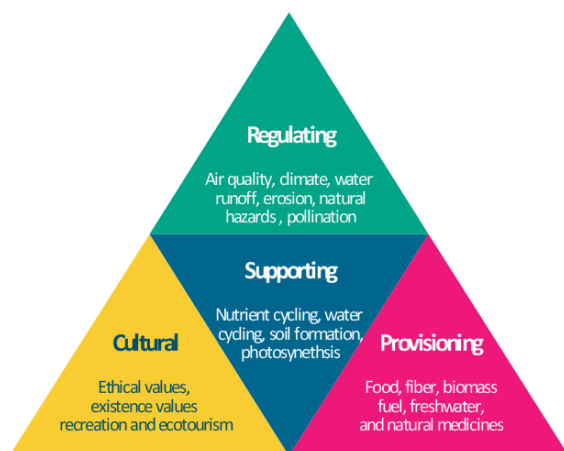 Regulating
Air quality, climate, water
runoff, erosion, natural
hazards , pollination
Supporting
Nutrient cycling, water
cycling, soil formation,
photosynethsis
Cultural
Ethical values,
existence values
recreation and ecotourism
Provisioning
Food, fiber, biomass
fuel, freshwater,
and natural medicines